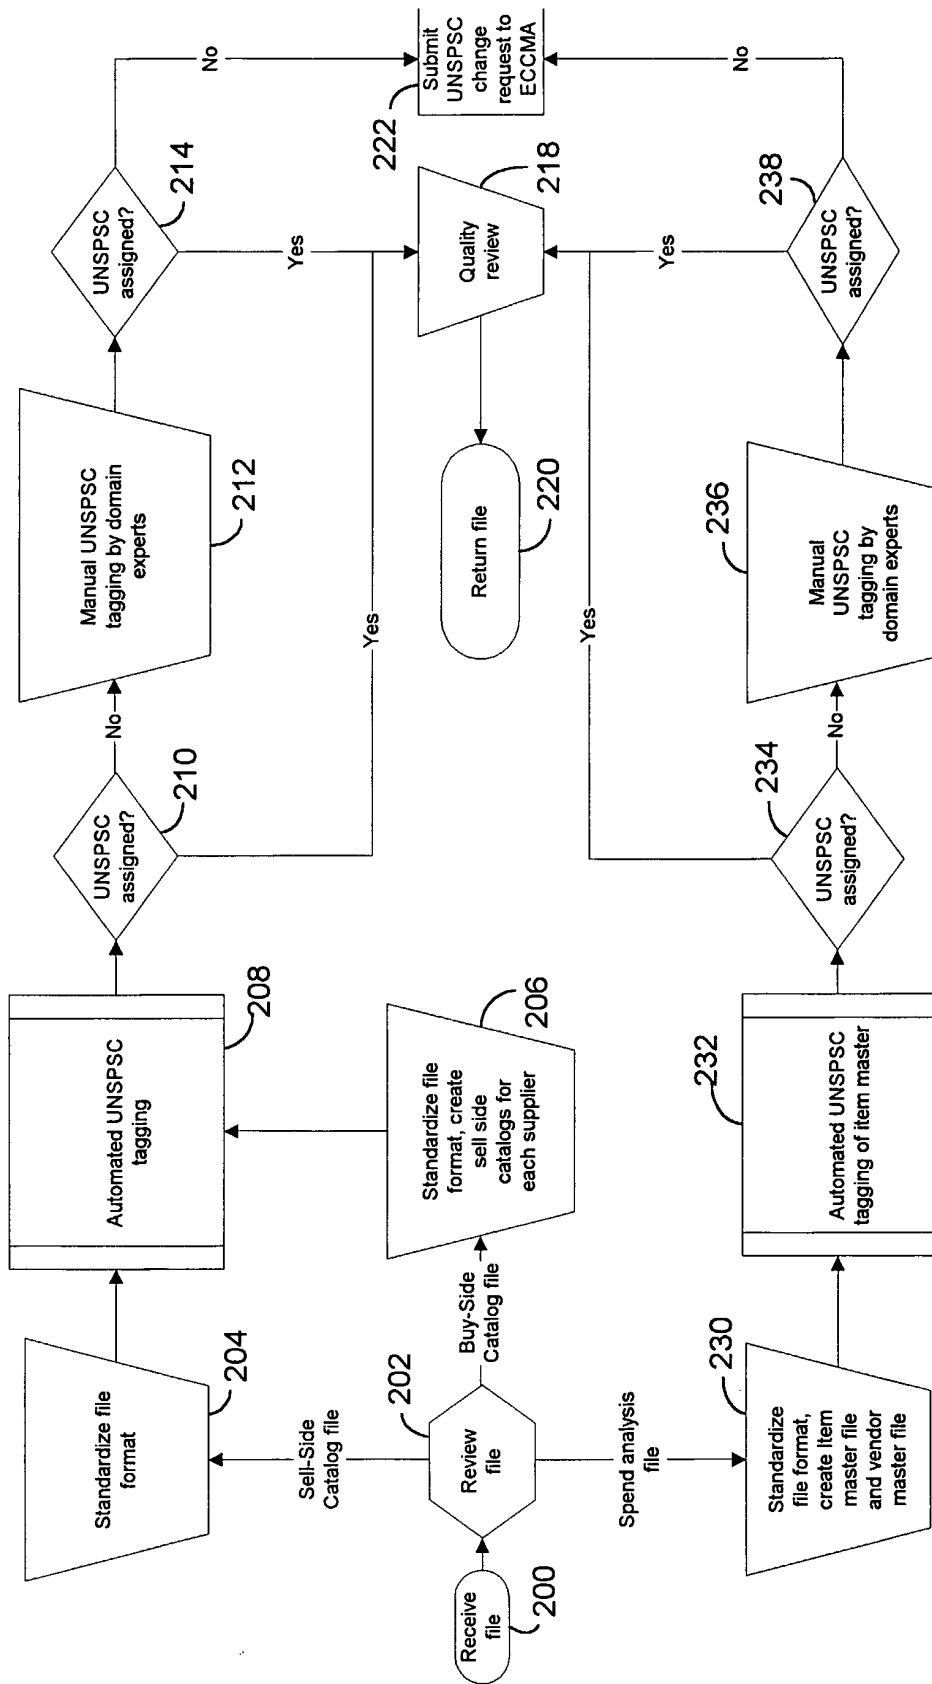 Receive
file
200
Review
file
202
Sell-Side
Catalog file
Buy-Side
Catalog file
Spend analysis
file
Standardize file
format
204
Standardize file
format, create
sell side
catalogs for
each supplier
206
Automated UNSPSC
tagging
208
UNSPSC
assigned?
210
No
Yes
Manual UNSPSC
tagging by domain
experts
212
UNSPSC
assigned?
214
No
Yes
Submit
UNSPSC
change
request to
ECCMA
222
Quality
review
218
Return file
220
Standardize
file format,
create Item
master file
and vendor
master file
230
Automated UNSPSC
tagging of item master
232
UNSPSC
assigned?
234
No
Yes
Manual
UNSPSC
tagging by
domain experts
236
UNSPSC
assigned?
238
Yes
No